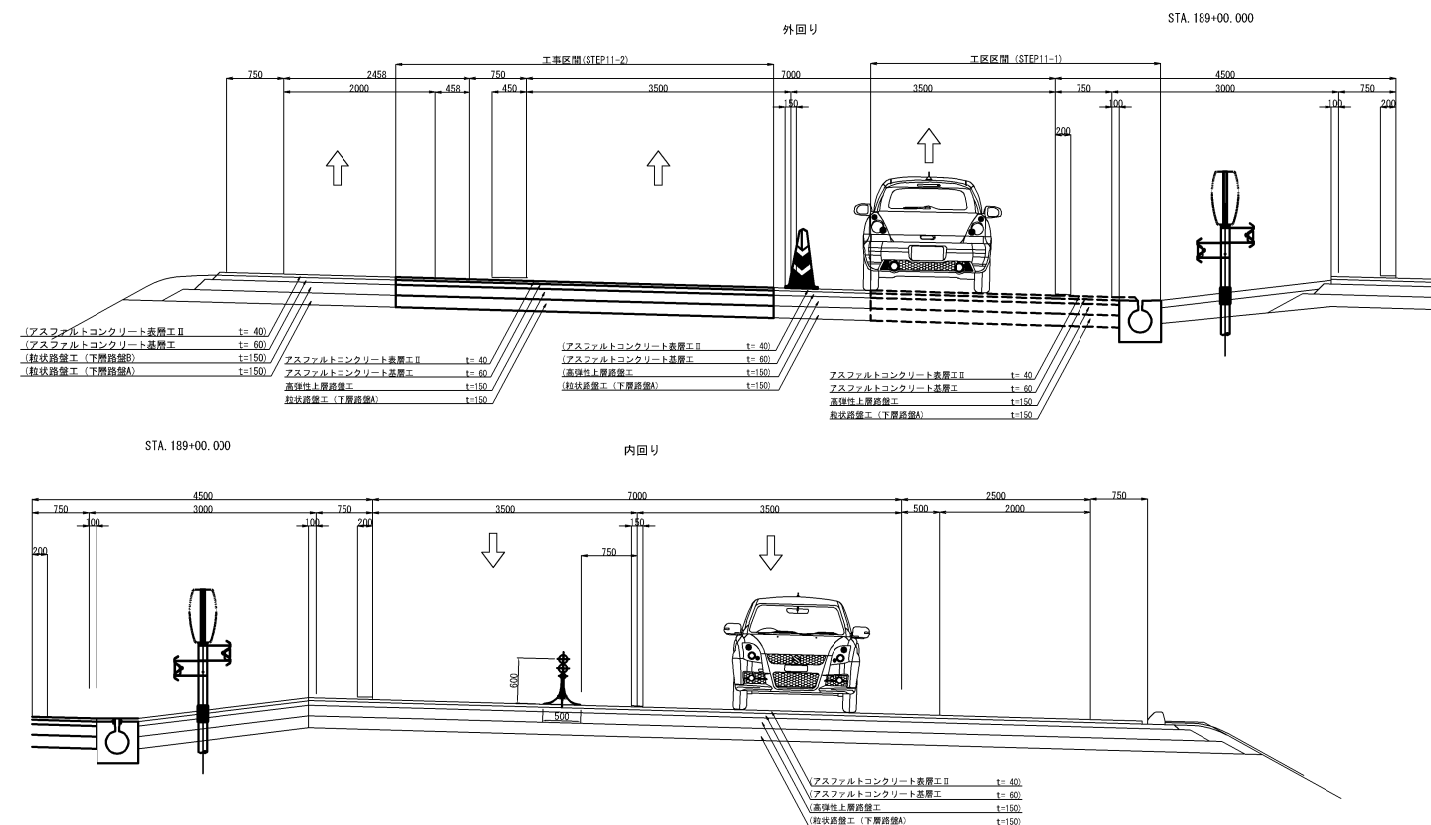 外回り
STA.189+00.000
工事区間(STEP11-2)
工区区間 (STEP11-1)
750
2458
750
7000
4500
2000
458
450
3500
150
3500
750
100
3000
100
750
200
200
(アスファルトコンクリート表層工Ⅱ t= 40)
(アスファルトコンクリート基層工 t= 60)
(粒状路盤工 (下層路盤B) t=150)
(粒状路盤工 (下層路盤A) t=150)
アスファルトニンクリート表層工Ⅱ t= 40
アスファルトニンクリート基層工 t= 60
高弾性上層路盤工 t=150
粒状路盤工 (下層路盤A) t=150
(アスファルトコンクリート表層工Ⅱ t= 40)
(アスファルトコンクリート基層工 t= 60)
(高弾性上層路盤工 t=150)
(粒状路盤工 (下層路盤A) t=150)
アスファルトコンクリート表層工Ⅱ t= 40
アスファルトコンクリート基層工 t= 60
高弾性上層路盤工 t=150
粒状路盤工 (下層路盤A) t=150
STA.189+00.000
内回り
4500
7000
2500
750
750
100
3000
100
750
200
3500
150
3500
500
2000
200
750
600
500
(アスファルトコンクリート表層工Ⅱ t= 40)
(アスファルトコンクリート基層工 t= 60)
(高弾性上層路盤工 t=150)
(粒状路盤工 (下層路盤A) t=150)